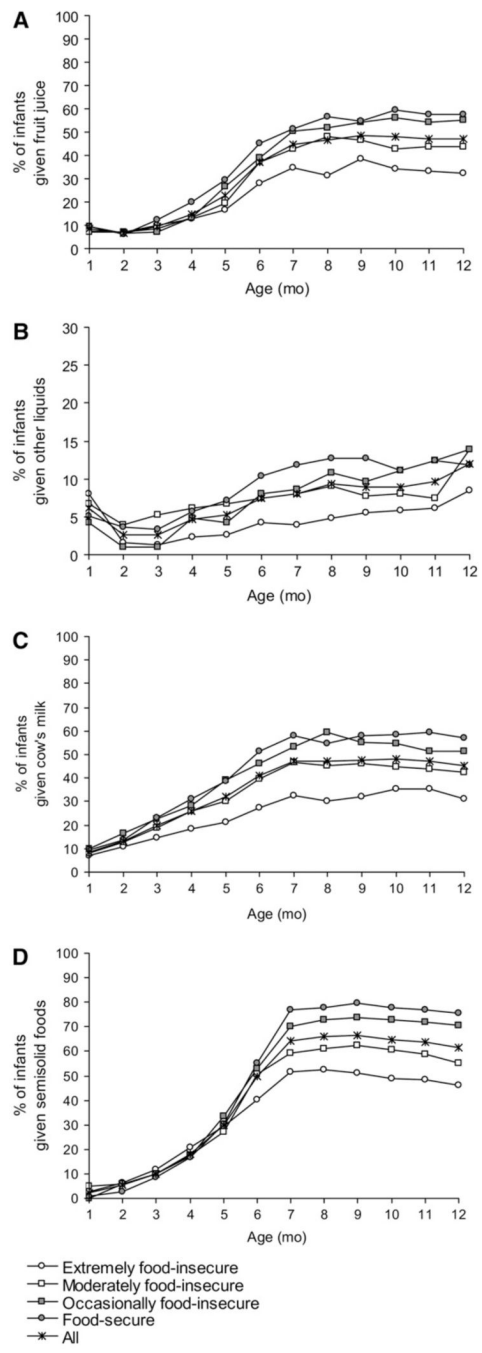 A
100
90
80
70
60
50
40
30
20
10
0
% of infants
given fruit juice
1 2 3 4 5 6 7 8 9 10 11 12
Age (mo)
B
30
25
20
15
10
5
0
% of infants
given other liquids
1 2 3 4 5 6 7 8 9 10 11 12
Age (mo)
C
100
90
80
70
60
50
40
30
20
10
0
% of infants
given cow's milk
1 2 3 4 5 6 7 8 9 10 11 12
Age (mo)
D
100
90
80
70
60
50
40
30
20
10
0
% of infants
given semisolid foods
1 2 3 4 5 6 7 8 9 10 11 12
Age (mo)
Extremely food-insecure
Moderately food-insecure
Occasionally food-insecure
Food-secure
All